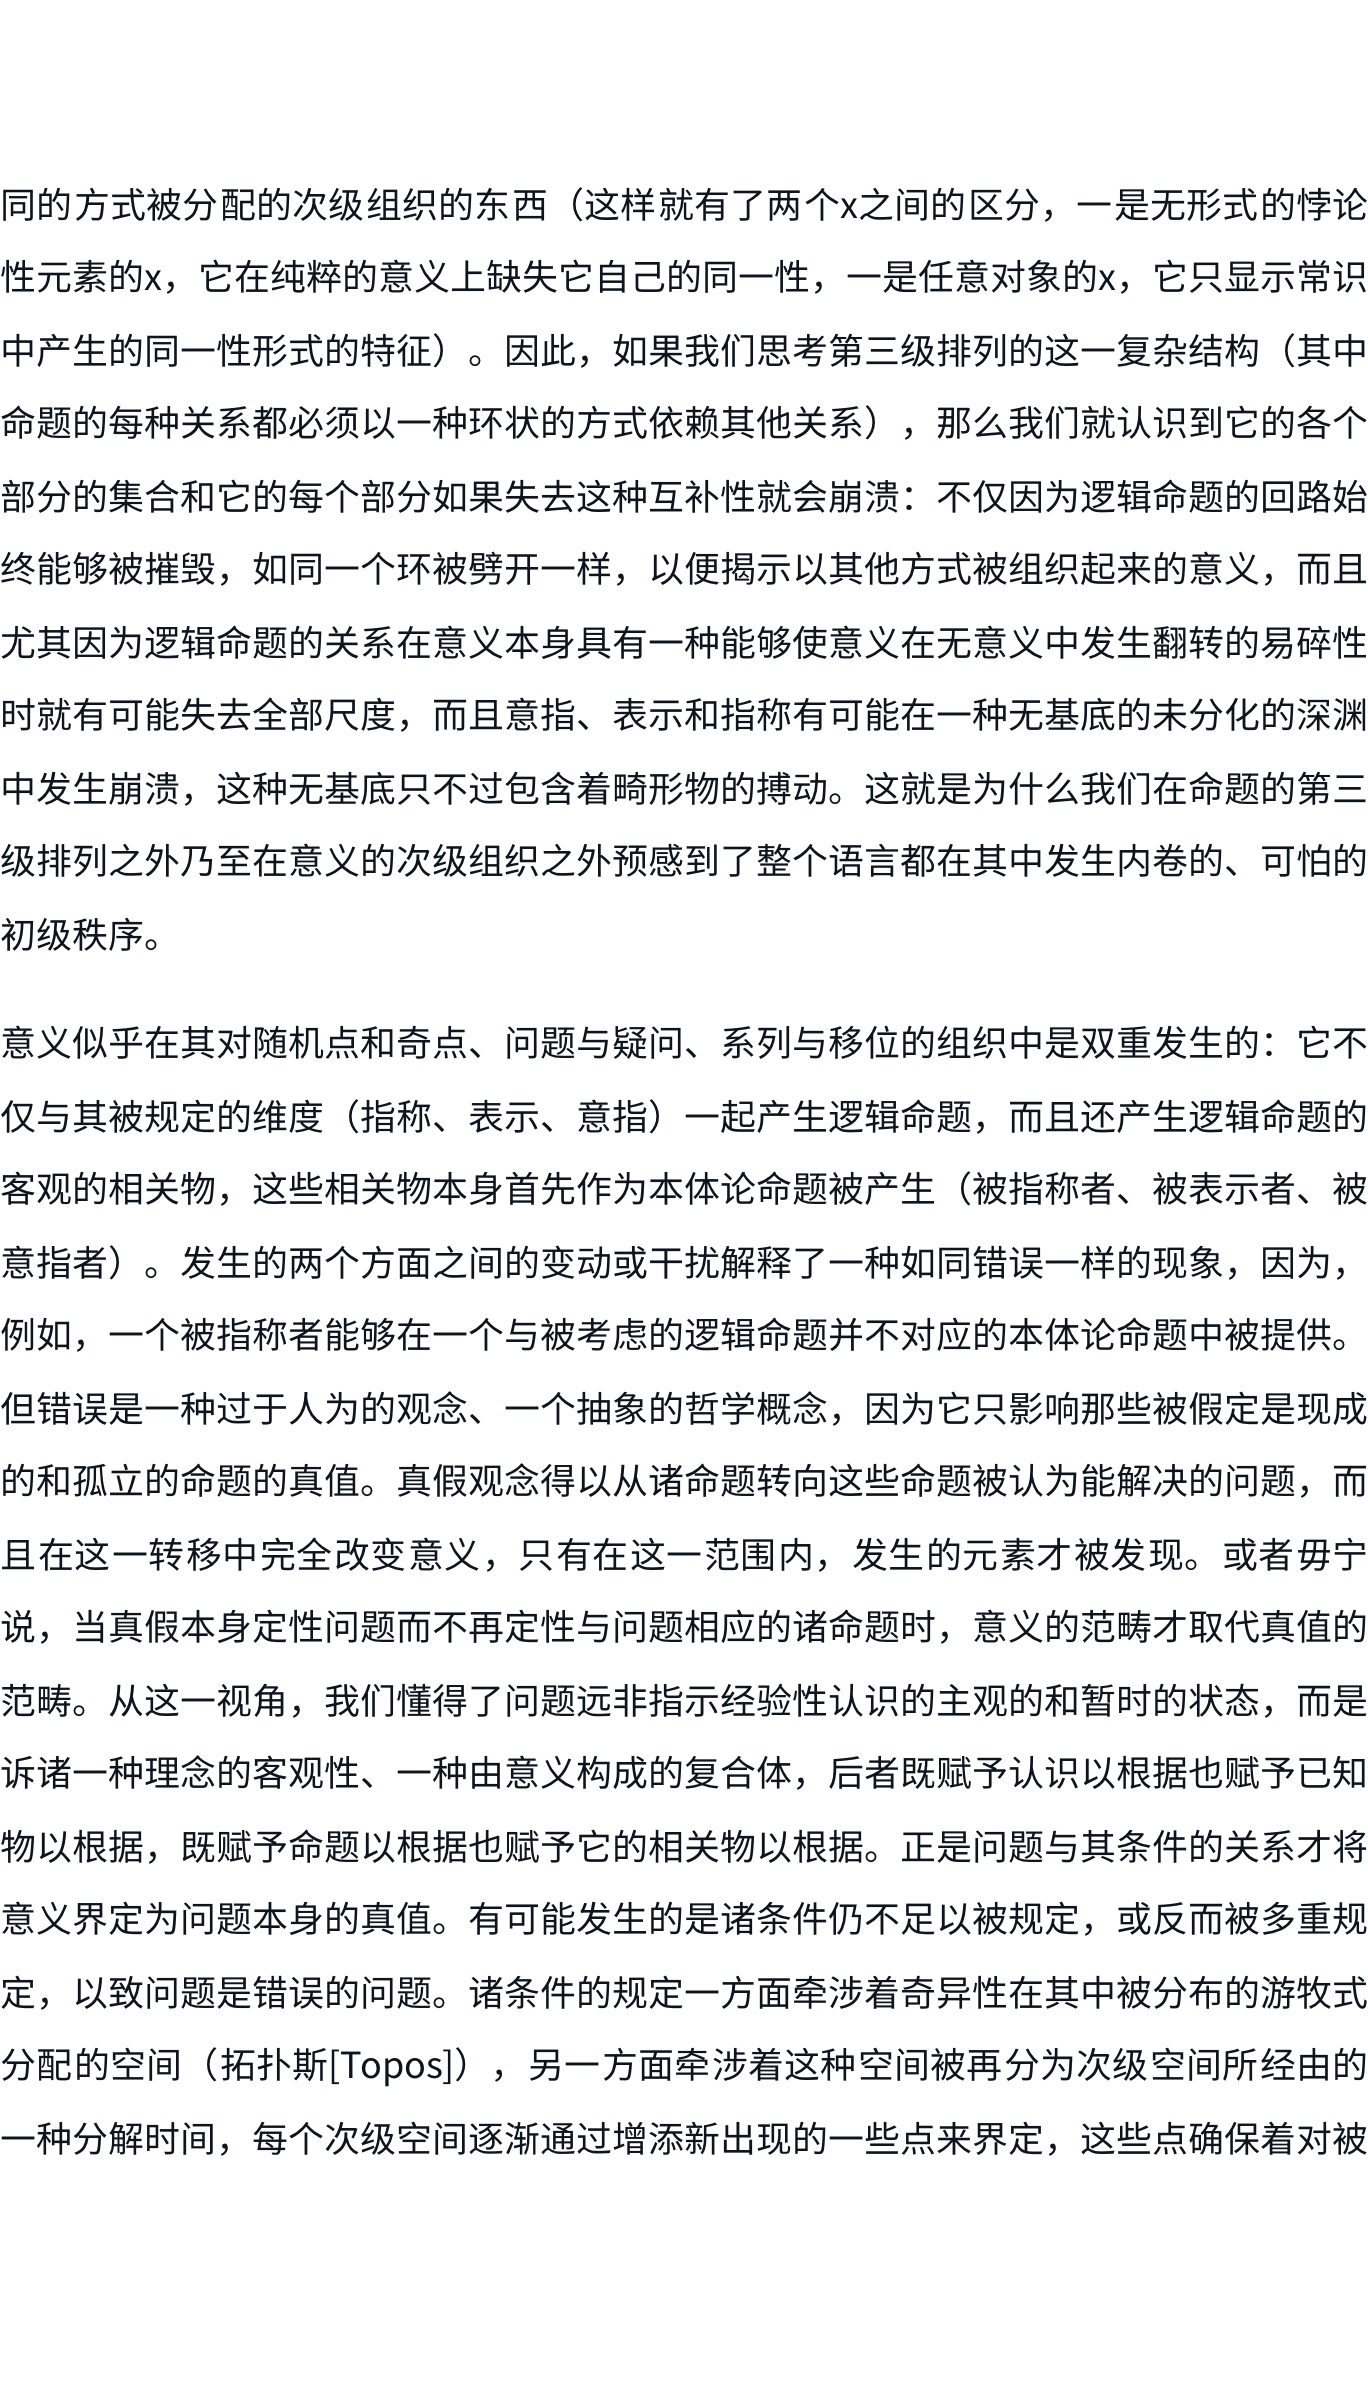 同的方式被分配的次级组织的东西（这样就有了两个x之间的区分，一是无形式的悖论
性元素的x，它在纯粹的意义上缺失它自己的同一性，一是任意对象的x，它只显示常识
中产生的同一性形式的特征）。因此，如果我们思考第三级排列的这一复杂结构（其中
命题的每种关系都必须以一种环状的方式依赖其他关系），那么我们就认识到它的各个
部分的集合和它的每个部分如果失去这种互补性就会崩溃：不仅因为逻辑命题的回路始
终能够被摧毁，如同一个环被劈开一样，以便揭示以其他方式被组织起来的意义，而且
尤其因为逻辑命题的关系在意义本身具有一种能够使意义在无意义中发生翻转的易碎性
时就有可能失去全部尺度，而且意指、表示和指称有可能在一种无基底的未分化的深渊
中发生崩溃，这种无基底只不过包含着畸形物的搏动。这就是为什么我们在命题的第三
级排列之外乃至在意义的次级组织之外预感到了整个语言都在其中发生内卷的、可怕的
初级秩序。
意义似乎在其对随机点和奇点、问题与疑问、系列与移位的组织中是双重发生的：它不
仅与其被规定的维度（指称、表示、意指）一起产生逻辑命题，而且还产生逻辑命题的
客观的相关物，这些相关物本身首先作为本体论命题被产生（被指称者、被表示者、被
意指者）。发生的两个方面之间的变动或干扰解释了一种如同错误一样的现象，因为，
例如，一个被指称者能够在一个与被考虑的逻辑命题并不对应的本体论命题中被提供。
但错误是一种过于人为的观念、一个抽象的哲学概念，因为它只影响那些被假定是现成
的和孤立的命题的真值。真假观念得以从诸命题转向这些命题被认为能解决的问题，而
且在这一转移中完全改变意义，只有在这一范围内，发生的元素才被发现。或者毋宁
说，当真假本身定性问题而不再定性与问题相应的诸命题时，意义的范畴才取代真值的
范畴。从这一视角，我们懂得了问题远非指示经验性认识的主观的和暂时的状态，而是
诉诸一种理念的客观性、一种由意义构成的复合体，后者既赋予认识以根据也赋予已知
物以根据，既赋予命题以根据也赋予它的相关物以根据。正是问题与其条件的关系才将
意义界定为问题本身的真值。有可能发生的是诸条件仍不足以被规定，或反而被多重规
定，以致问题是错误的问题。诸条件的规定一方面牵涉着奇异性在其中被分布的游牧式
分配的空间（拓扑斯[Topos]），另一方面牵涉着这种空间被再分为次级空间所经由的
一种分解时间，每个次级空间逐渐通过增添新出现的一些点来界定，这些点确保着对被